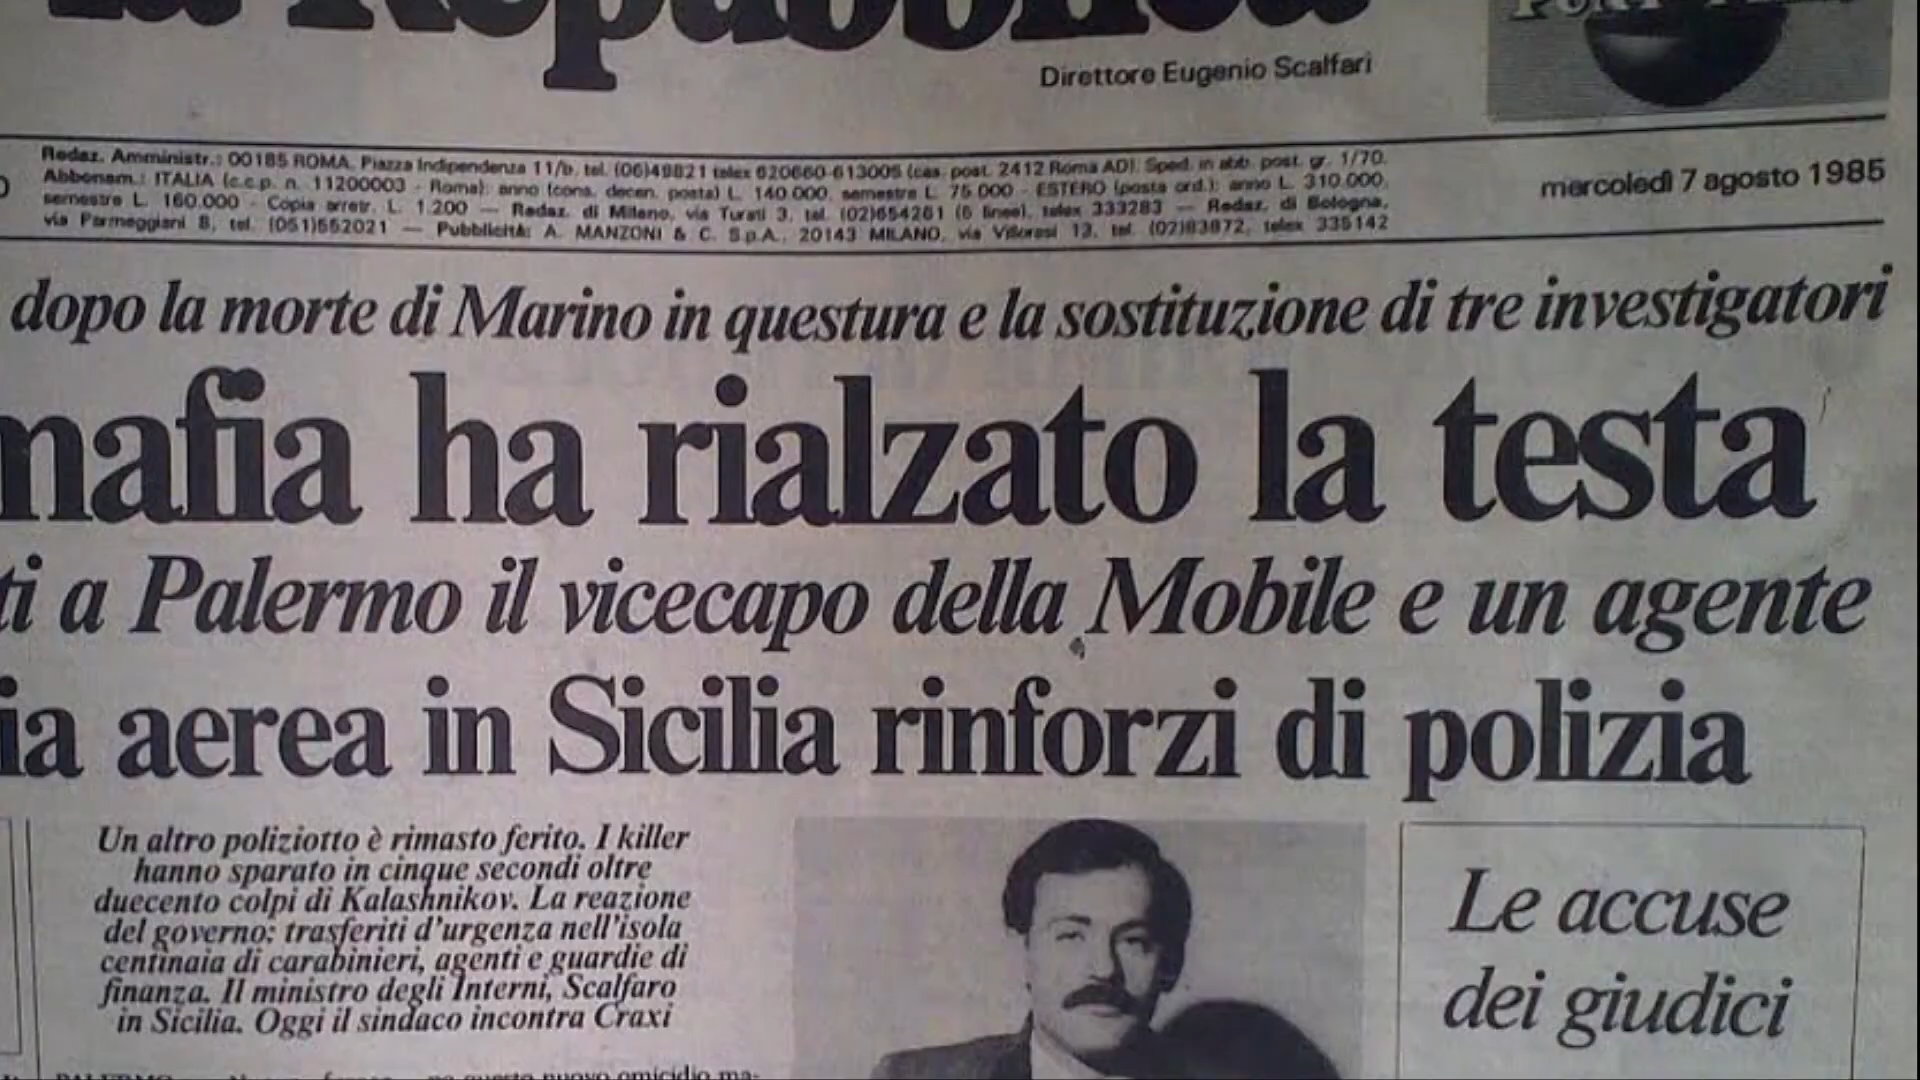 la Repubblica
Direttore Eugenio Scalfari
Redaz. Amministr.: 00185 ROMA, Piazza Indipendenza 11/b, tel. (06)49821 telex 620660-613005 (cas. post. 2412 Roma AD). Sped. in abb. post. gr. 1/70.
Abbonam.: ITALIA (c.c.p. n. 11200003 - Roma): anno (cons. decen. posta) L. 140.000, semestre L. 75.000 - ESTERO (posta ord.): anno L. 310.000,
semestre L. 160.000 - Copia arretr. L. 1.200 — Redaz. di Milano, via Turati 3, tel. (02)654261 (6 linee), telex 333283 — Redaz. di Bologna,
via Parmeggiani 8, tel. (051)552021 — Pubblicità: A. MANZONI & C. S.p.A., 20143 MILANO, via 13, tel. (02)83872, telex 335142
mercoledì 7 agosto 1985
dopo la morte di Marino in questura e la sostituzione di tre investigatori
mafia ha rialzato la testa
ti a Palermo il vicecapo della Mobile e un agente
ia aerea in Sicilia rinforzi di polizia
Un altro poliziotto è rimasto ferito. I killer
hanno sparato in cinque secondi oltre
duecento colpi di Kalashnikov. La reazione
del governo: trasferiti d'urgenza nell'isola
centinaia di carabinieri, agenti e guardie di
finanza. Il ministro degli Interni, Scalfaro
in Sicilia. Oggi il sindaco incontra Craxi
Le accuse
dei giudici